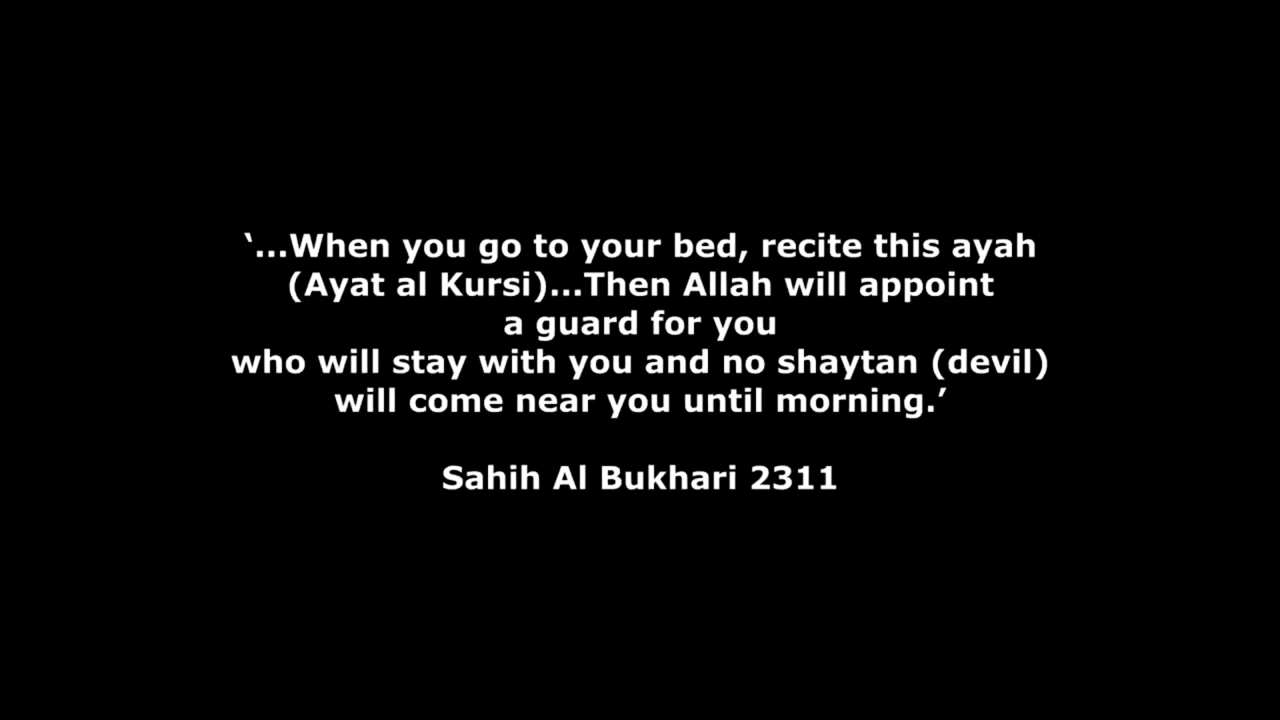 ‘...When you go to your bed, recite this ayah
(Ayat al Kursi)...Then Allah will appoint
a guard for you
who will stay with you and no shaytan (devil)
will come near you until morning.’
Sahih Al Bukhari 2311